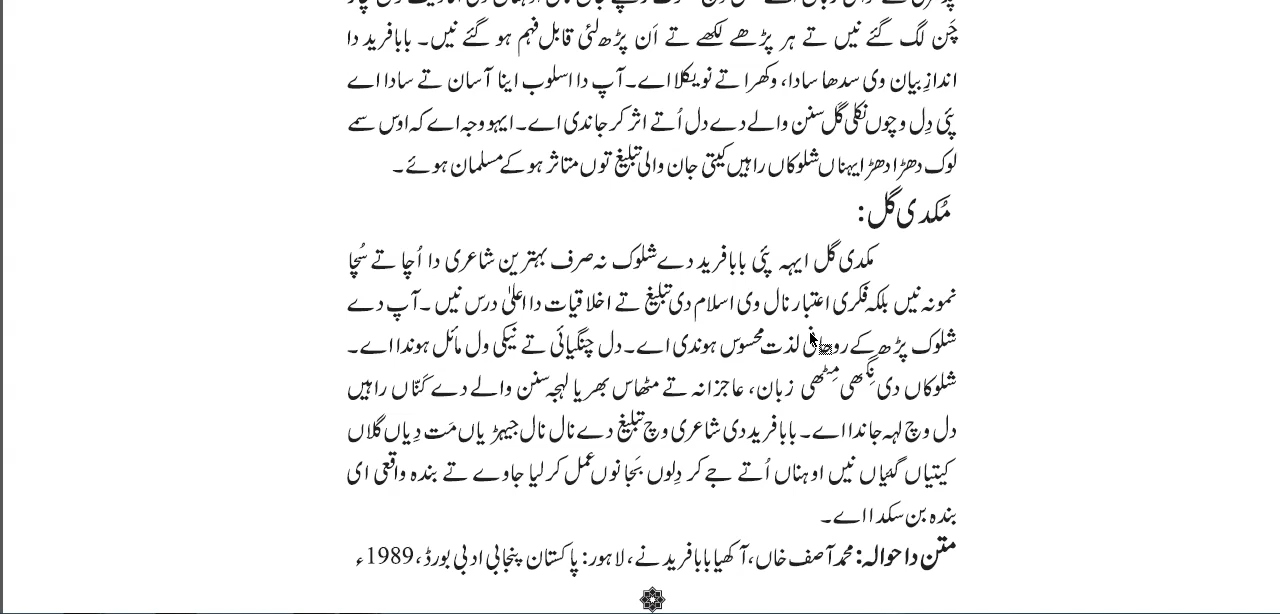 چَن لگ گئے نیں تے ہر پڑھے لکھے تے اَن پڑھ لئی قابل فہم ہو گئے نیں۔ بابا فرید دا
اندازِ بیان وی سدھا سادا، وکھرا تے نویکلا اے۔ آپ دا اسلوب اینا آسان تے سادا اے
پئی دِل وچوں نکلی گل سنن والے دے دل اُتے اثر کر جاندی اے۔ ایہو وجہ اے کہ اوس سمے
لوک دھڑا دھڑ ایہناں شلوکاں راہیں کیتی جان والی تبلیغ توں متاثر ہو کے مسلمان ہوئے۔
مُکدی گل:
مکدی گل ایہہ پئی بابا فرید دے شلوک نہ صرف بہترین شاعری دا اُچا تے سُچا
نمونہ نیں بلکہ فکری اعتبار نال وی اسلام دی تبلیغ تے اخلاقیات دا اعلیٰ درس نیں۔ آپ دے
شلوک پڑھ کے روحانی لذت محسوس ہوندی اے۔ دل چنگیائی تے نیکی ول مائل ہوندا اے۔
شلوکاں دی نِگھی مِٹھی زبان، عاجزانہ تے مٹھاس بھریا لہجہ سنن والے دے کَنّاں راہیں
دل وچ لہہ جاندا اے۔ بابا فرید دی شاعری وچ تبلیغ دے نال نال جیہڑیاں مَت دِیاں گلاں
کیتیاں گئیاں نیں اوہناں اُتے جے کر دِلوں بَجانوں عمل کر لیا جاوے تے بندہ واقعی ای
بندہ بن سکدا اے۔
متن دا حوالہ: محمد آصف خاں، آکھیا بابا فرید نے، لاہور: پاکستان پنجابی ادبی بورڈ، 1989ء